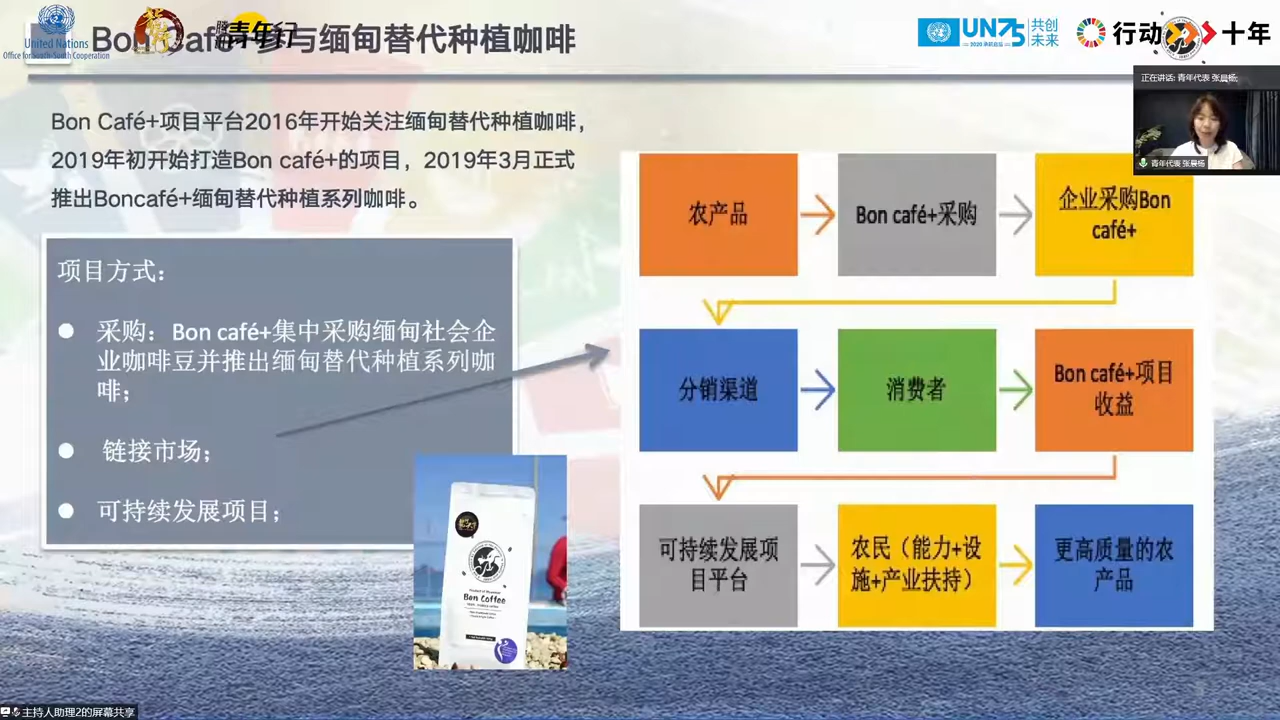 United Nations
Office for South-South Cooperation
青年行
Bon Café+参与缅甸替代种植咖啡
UN75
2020 满帆启程
共创
未来
行动
十年
正在讲话: 青年代表 张晨杨;
青年代表 张晨杨
Bon Café+项目平台2016年开始关注缅甸替代种植咖啡，
2019年初开始打造Bon café+的项目，2019年3月正式
推出Boncafé+缅甸替代种植系列咖啡。
项目方式：
采购：Bon café+集中采购缅甸社会企
业咖啡豆并推出缅甸替代种植系列咖
啡；
链接市场；
可持续发展项目；
Bon Coffee
农产品
Bon café+采购
企业采购Bon
café+
分销渠道
消费者
Bon café+项目
收益
可持续发展项
目平台
农民（能力+设
施+产业扶持）
更高质量的农
产品
主持人助理2的屏幕共享